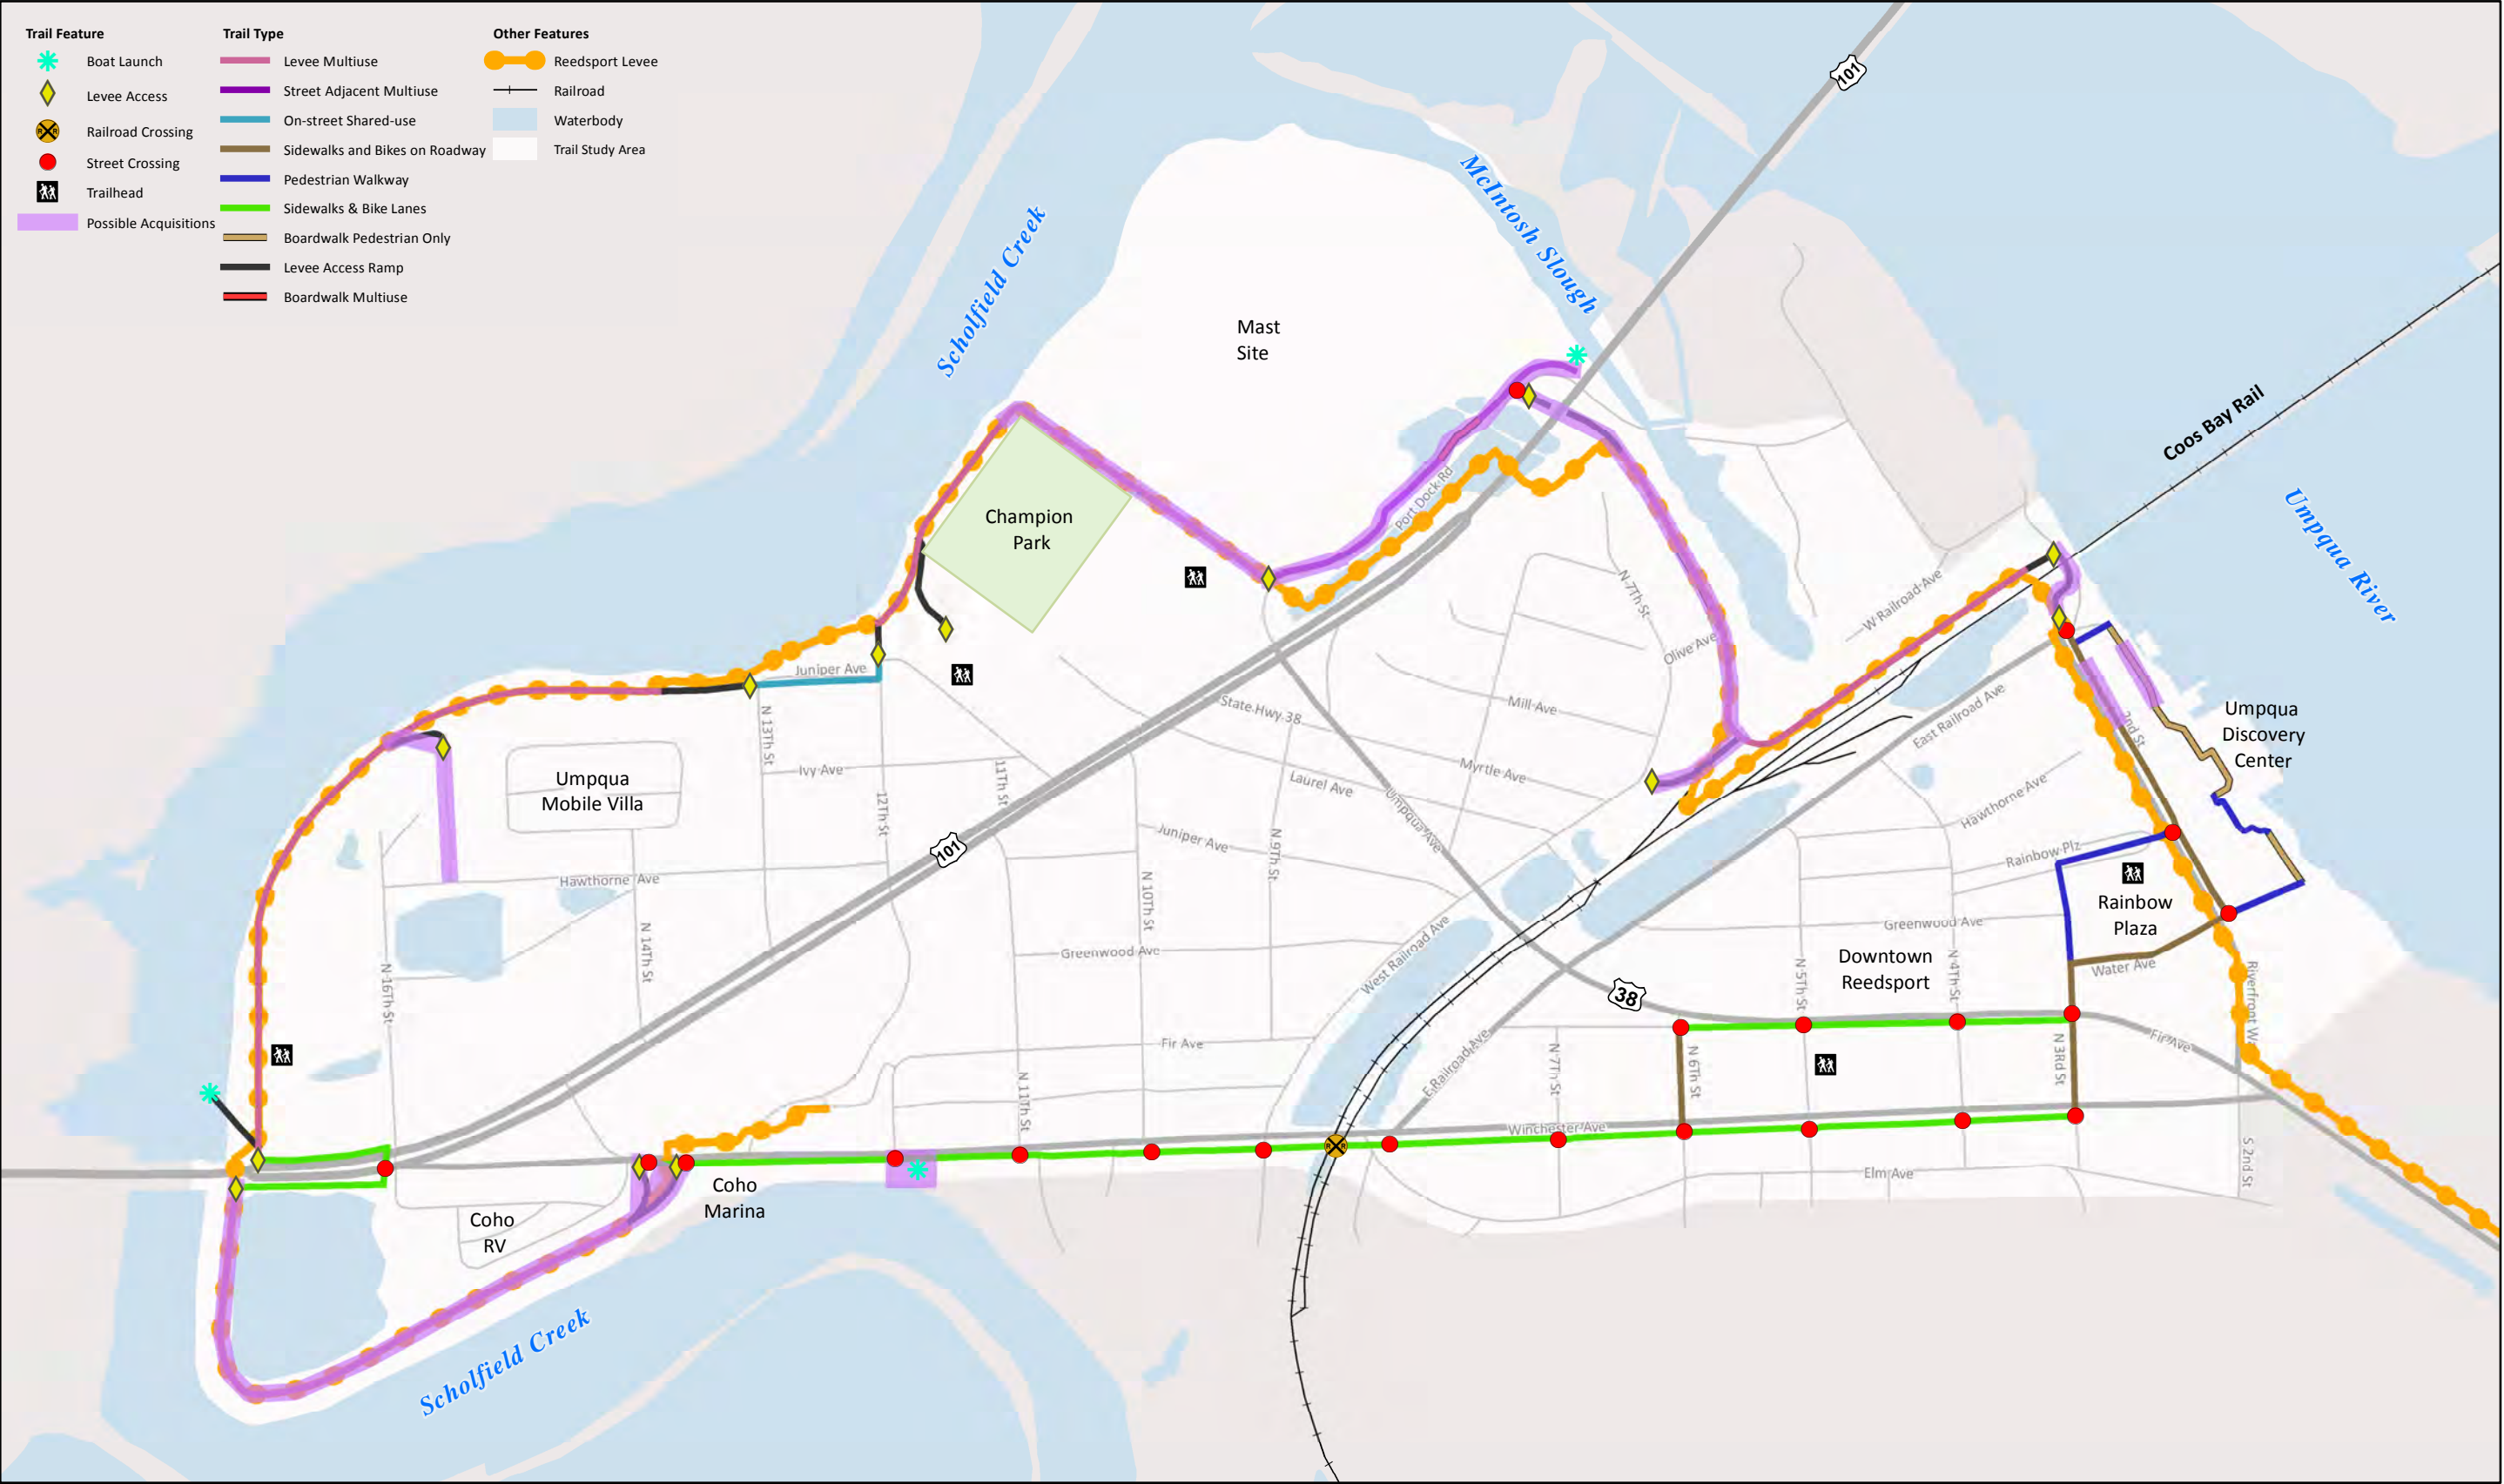 Trail Feature
Boat Launch
Levee Access
Railroad Crossing
Street Crossing
Trailhead
Possible Acquisitions
Trail Type
Levee Multiuse
Street Adjacent Multiuse
On-street Shared-use
Sidewalks and Bikes on Roadway
Pedestrian Walkway
Sidewalks & Bike Lanes
Boardwalk Pedestrian Only
Levee Access Ramp
Boardwalk Multiuse
Other Features
Reedsport Levee
Railroad
Waterbody
Trail Study Area
101
McIntosh Slough
Scholfield Creek
Mast
Site
Coos Bay Rail
Umpqua River
Port Dock Rd
Champion
Park
N 7Th St
W Railroad Ave
Olive Ave
Juniper Ave
State Hwy 38
Mill Ave
East Railroad Ave
2nd St
Umpqua
Discovery
Center
N 13Th St
Ivy Ave
11Th St
12Th St
Umpqua
Mobile Villa
Laurel Ave
Myrtle Ave
Umpqua Ave
Hawthorne Ave
Juniper Ave
N 9Th St
101
Rainbow Plz
Hawthorne Ave
N 10Th St
Rainbow
Plaza
N 14Th St
N 16Th St
Greenwood Ave
West Railroad Ave
Greenwood Ave
Downtown
Reedsport
N 5Th St
N 4Th St
Water Ave
Riverfront W
38
Fir Ave
Fir Ave
E Railroad Ave
N 7Th St
N 6Th St
N 3Rd St
N 11Th St
Winchester Ave
Elm Ave
S 2nd St
Coho
Marina
Coho
RV
Scholfield Creek